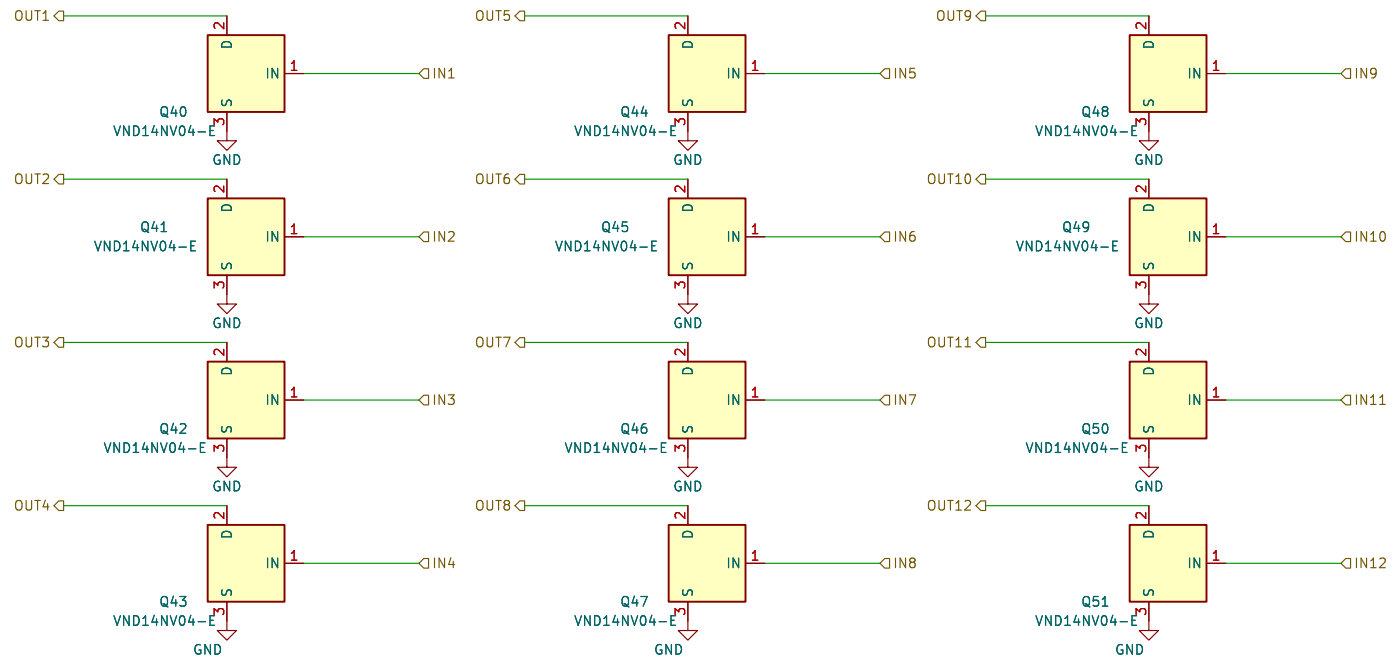 OUT1
2
D
IN
1
IN1
S
3
Q40
VND14NV04-E
GND
OUT5
2
D
IN
1
IN5
S
3
Q44
VND14NV04-E
GND
OUT9
2
D
IN
1
IN9
S
3
Q48
VND14NV04-E
GND
OUT2
2
D
IN
1
IN2
S
3
Q41
VND14NV04-E
GND
OUT6
2
D
IN
1
IN6
S
3
Q45
VND14NV04-E
GND
OUT10
2
D
IN
1
IN10
S
3
Q49
VND14NV04-E
GND
OUT3
2
D
IN
1
IN3
S
3
Q42
VND14NV04-E
GND
OUT7
2
D
IN
1
IN7
S
3
Q46
VND14NV04-E
GND
OUT11
2
D
IN
1
IN11
S
3
Q50
VND14NV04-E
GND
OUT4
2
D
IN
1
IN4
S
3
Q43
VND14NV04-E
GND
OUT8
2
D
IN
1
IN8
S
3
Q47
VND14NV04-E
GND
OUT12
2
D
IN
1
IN12
S
3
Q51
VND14NV04-E
GND